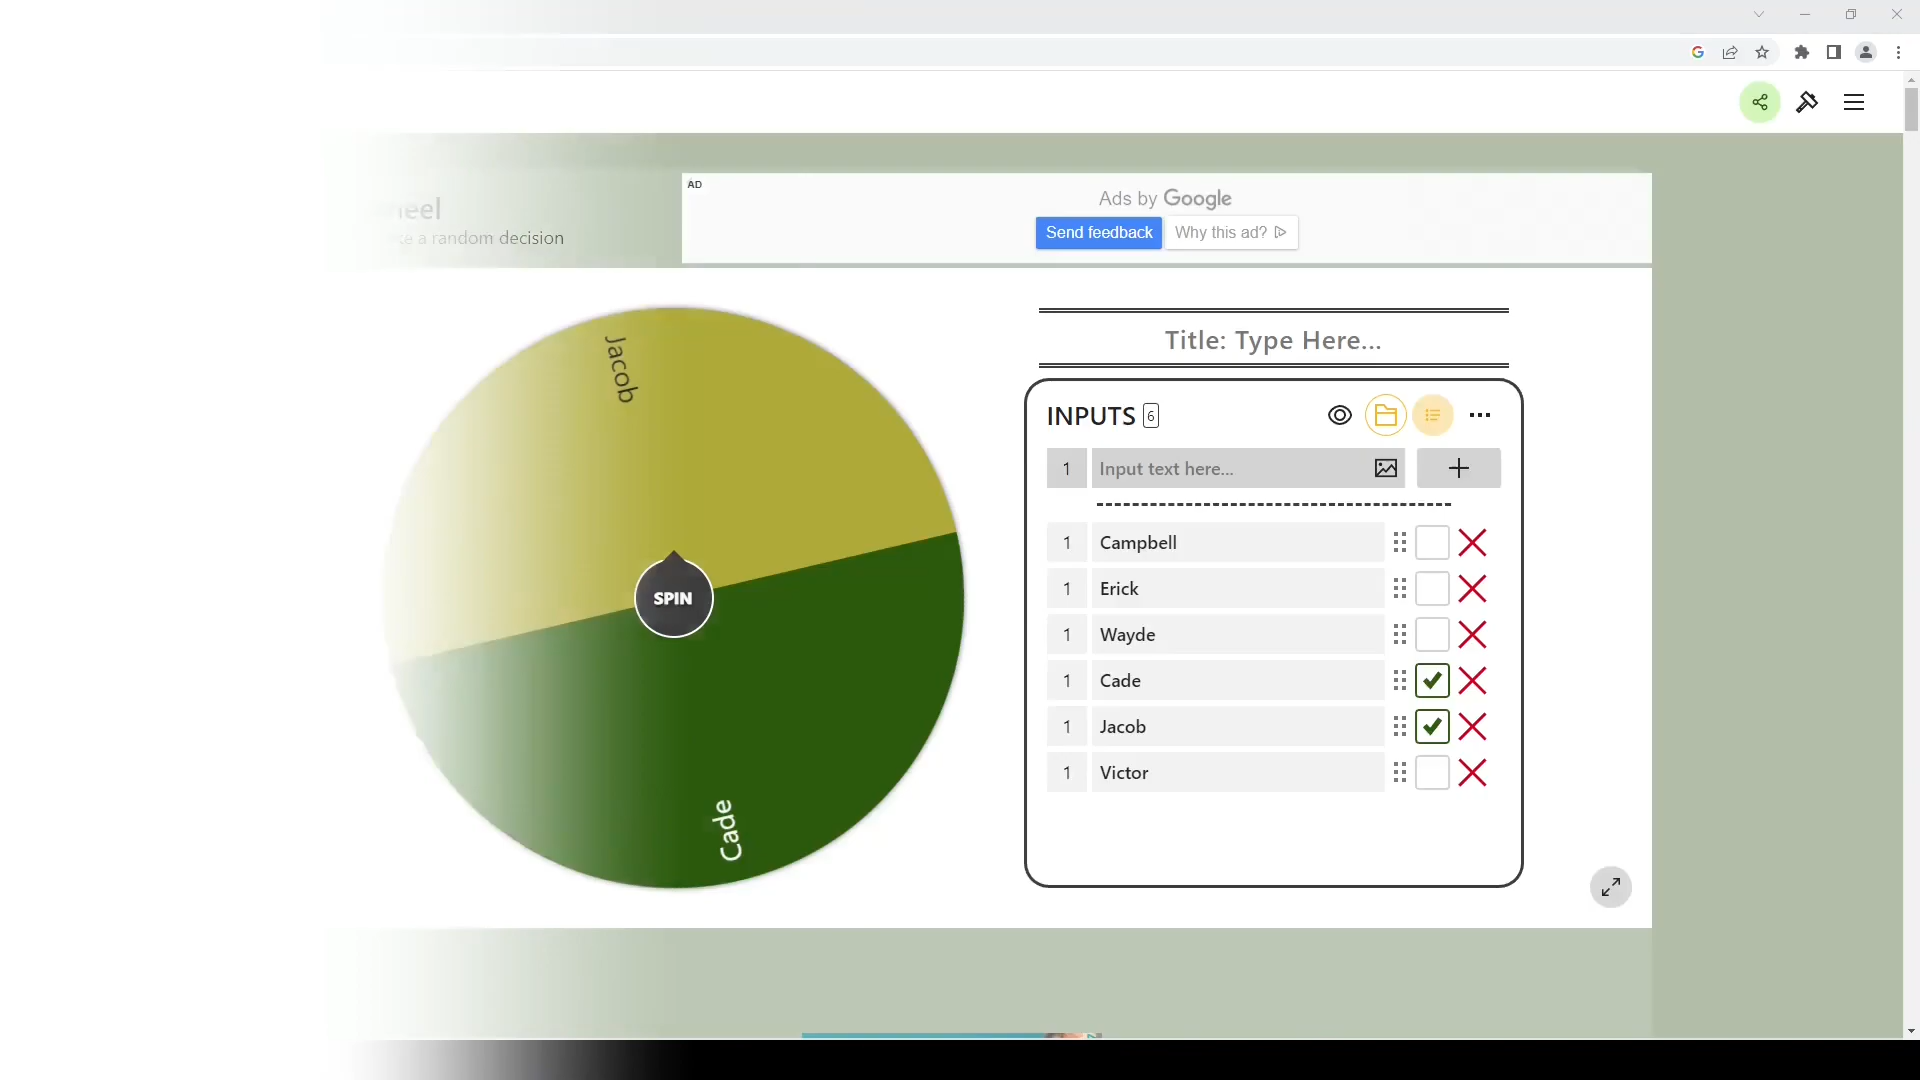 AD
Ads by Google
Send feedback
Why this ad?
a random decision
Jacob
SPIN
Cade
Title: Type Here...
INPUTS 6
1 Input text here...
1 Campbell
1 Erick
1 Wayde
1 Cade
1 Jacob
1 Victor